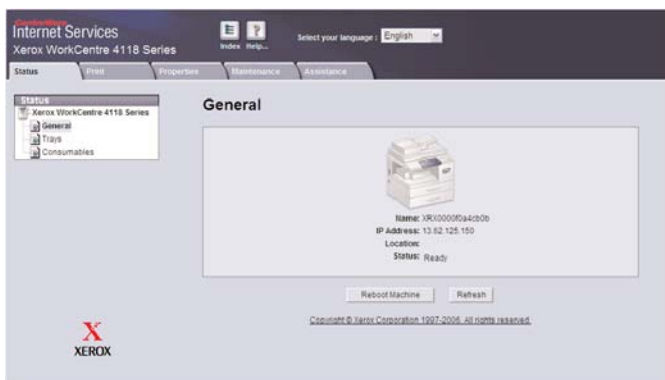 CentreWare
Internet Services
Xerox WorkCentre 4118 Series
Index
Help...
Select your language :
English
Status
Print
Properties
Maintenance
Assistance
Status
Xerox WorkCentre 4118 Series
General
Trays
Consumables
General
Name: XRX0000f0a4cb0b
IP Address: 13.62.125.150
Location:
Status: Ready
Reboot Machine
Refresh
Copyright © Xerox Corporation 1997-2006. All rights reserved.
X
XEROX